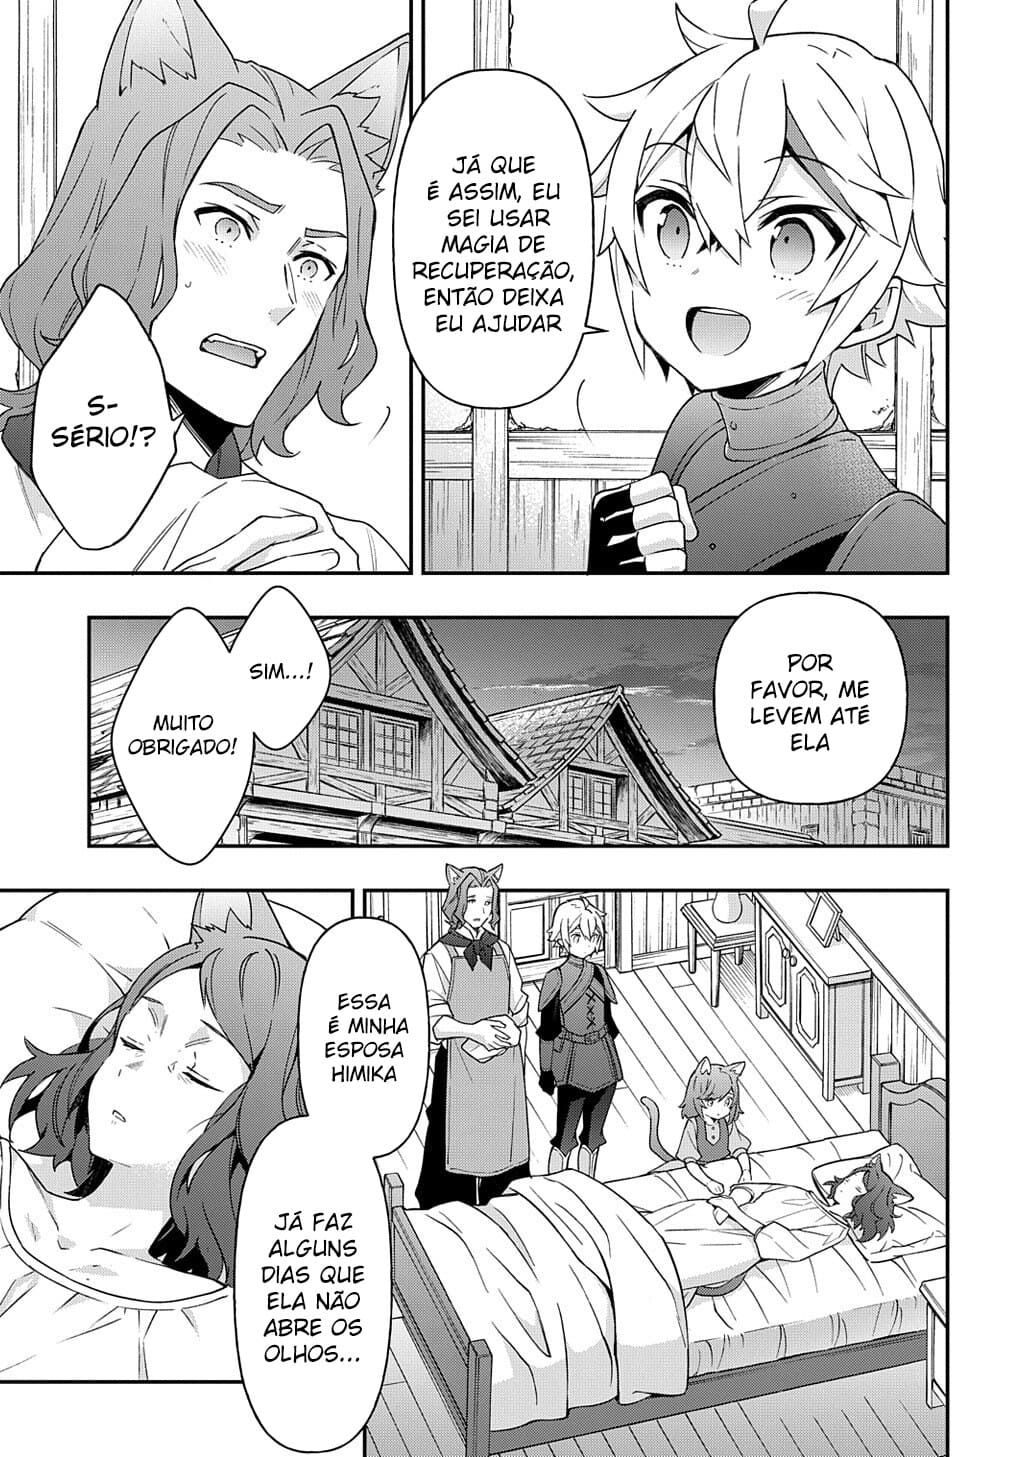 JÁ QUE
É ASSIM, EU
SEI USAR
MAGIA DE
RECUPERAÇÃO,
ENTÃO DEIXA
EU AJUDAR
S-
SÉRIO!?
POR
FAVOR, ME
LEVEM ATÉ
ELA
SIM...!
MUITO
OBRIGADO!
ESSA
É MINHA
ESPOSA
HIMIKA
JÁ FAZ
ALGUNS
DIAS QUE
ELA NÃO
ABRE OS
OLHOS...